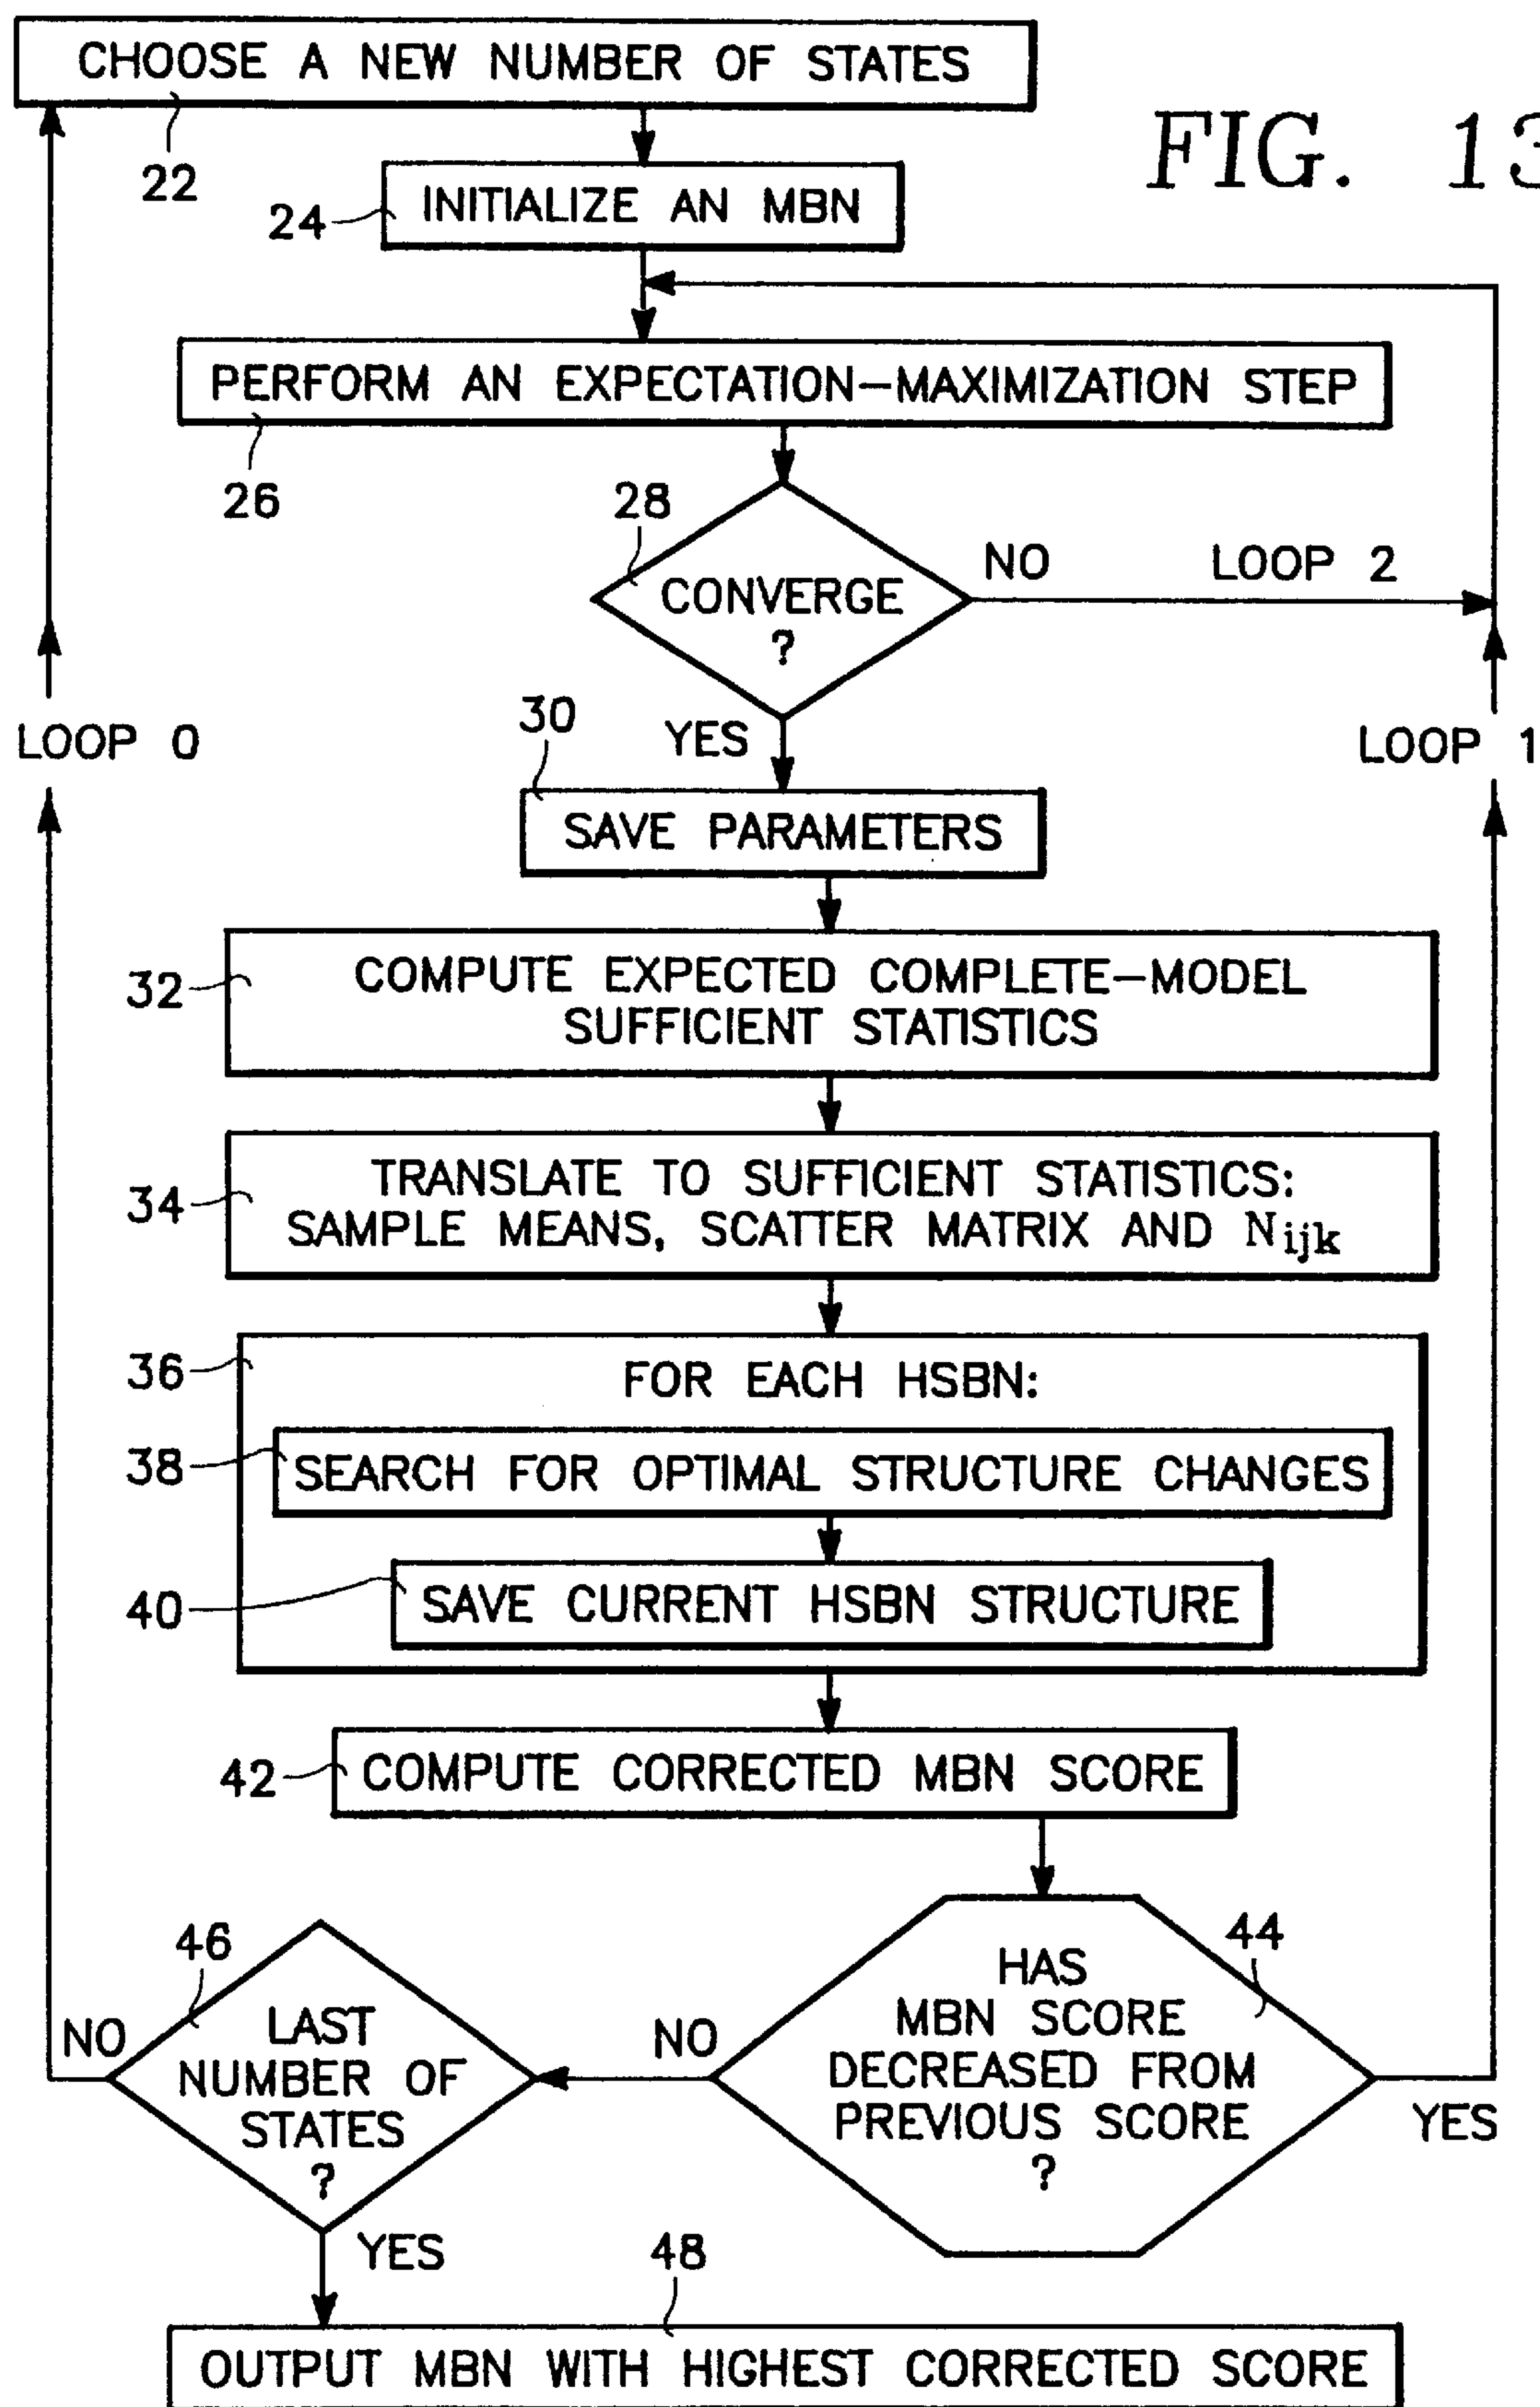 CHOOSE A NEW NUMBER OF STATES
22
FIG. 13
INITIALIZE AN MBN
24
PERFORM AN EXPECTATION-MAXIMIZATION STEP
26
28
CONVERGE
?
NO
LOOP 2
YES
LOOP 0
LOOP 1
30
SAVE PARAMETERS
32
COMPUTE EXPECTED COMPLETE-MODEL
SUFFICIENT STATISTICS
34
TRANSLATE TO SUFFICIENT STATISTICS:
SAMPLE MEANS, SCATTER MATRIX AND Nijk
36
FOR EACH HSBN:
38
SEARCH FOR OPTIMAL STRUCTURE CHANGES
40
SAVE CURRENT HSBN STRUCTURE
42
COMPUTE CORRECTED MBN SCORE
44
HAS
MBN SCORE
DECREASED FROM
PREVIOUS SCORE
?
YES
NO
46
LAST
NUMBER OF
STATES
?
NO
YES
48
OUTPUT MBN WITH HIGHEST CORRECTED SCORE